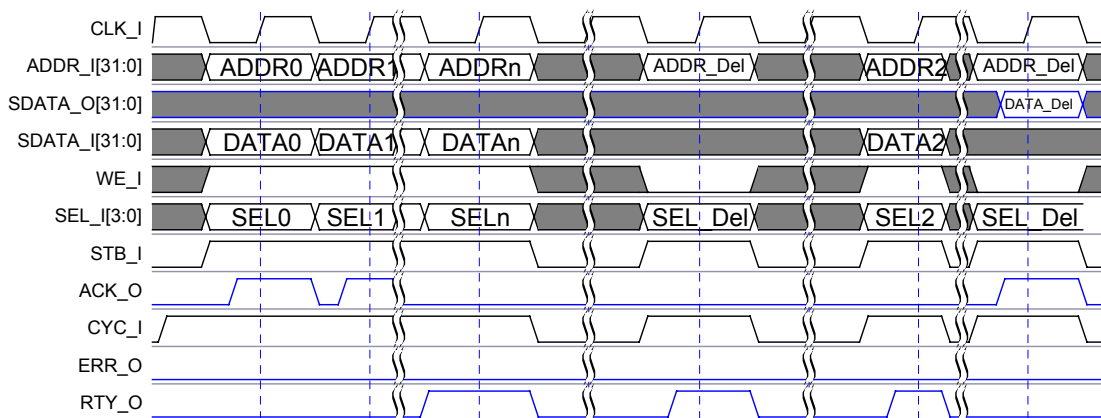 CLK_I
ADDR_I[31:0] ADDR0 ADDR1 ADDRn ADDR_Del ADDR2 ADDR_Del
SDATA_O[31:0] DATA_Del
SDATA_I[31:0] DATA0 DATA1 DATAn DATA2
WE_I
SEL_I[3:0] SEL0 SEL1 SELn SEL_Del SEL2 SEL_Del
STB_I
ACK_O
CYC_I
ERR_O
RTY_O